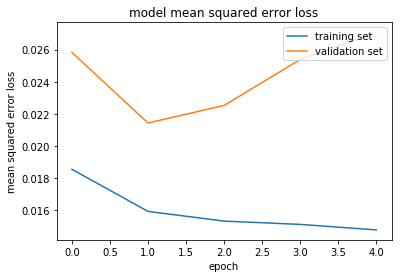 model mean squared error loss
training set
validation set
mean squared error loss
0.026
0.024
0.022
0.020
0.018
0.016
0.0 0.5 1.0 1.5 2.0 2.5 3.0 3.5 4.0
epoch